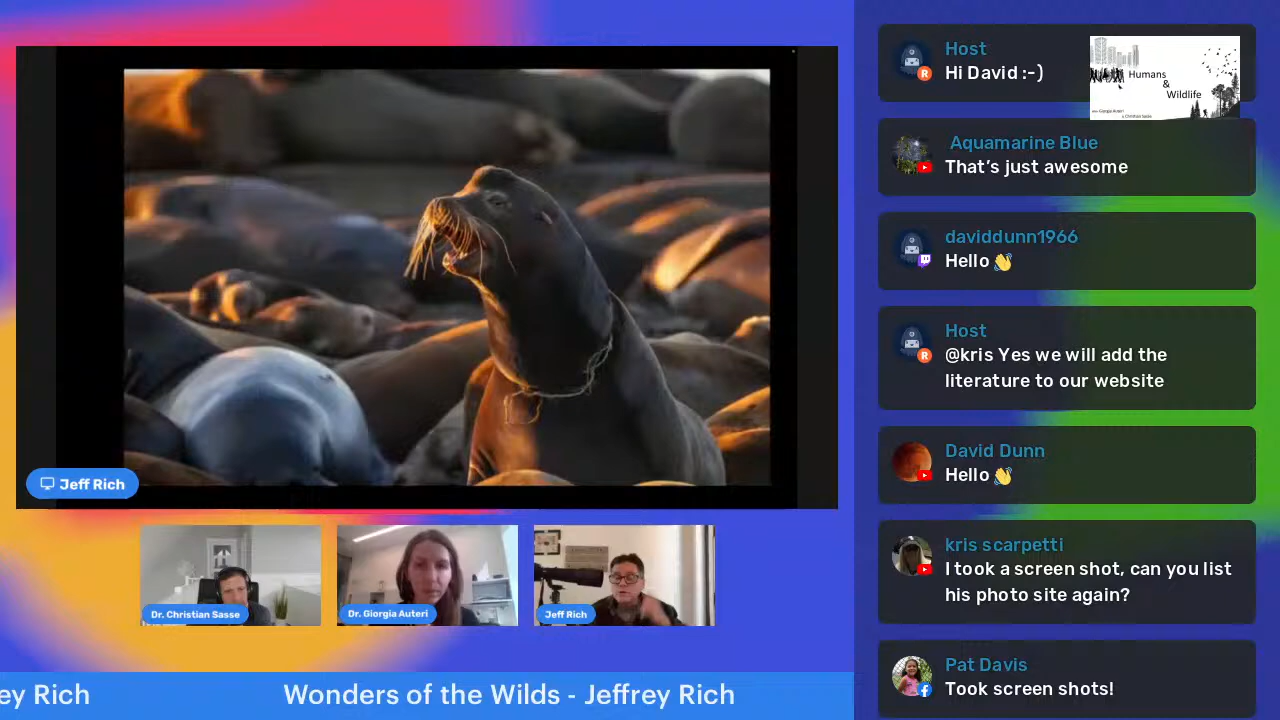 Jeff Rich
Dr. Christian Sasse
Dr. Giorgia Auteri
Jeff Rich
ey Rich
Wonders of the Wilds - Jeffrey Rich
Host
Hi David :-)
Humans
&
Wildlife
Aquamarine Blue
That's just awesome
daviddunn1966
Hello 👋
Host
@kris Yes we will add the
literature to our website
David Dunn
Hello 👋
kris scarpetti
I took a screen shot, can you list
his photo site again?
Pat Davis
Took screen shots!